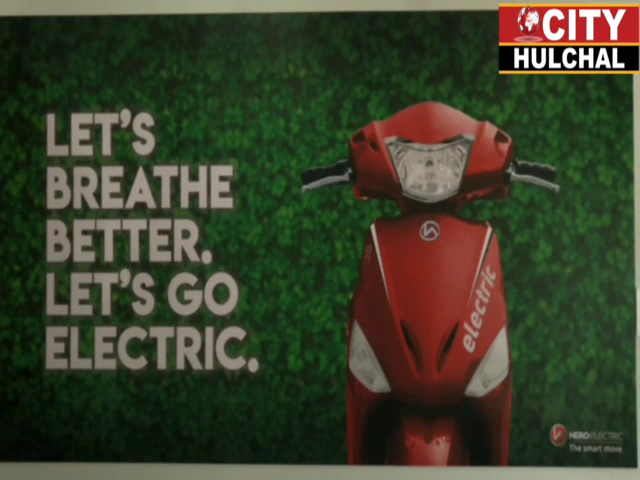 CITY
HULCHAL
LET'S
BREATHE
BETTER.
LET'S GO
ELECTRIC.
electric
HERO ELECTRIC
The smart move